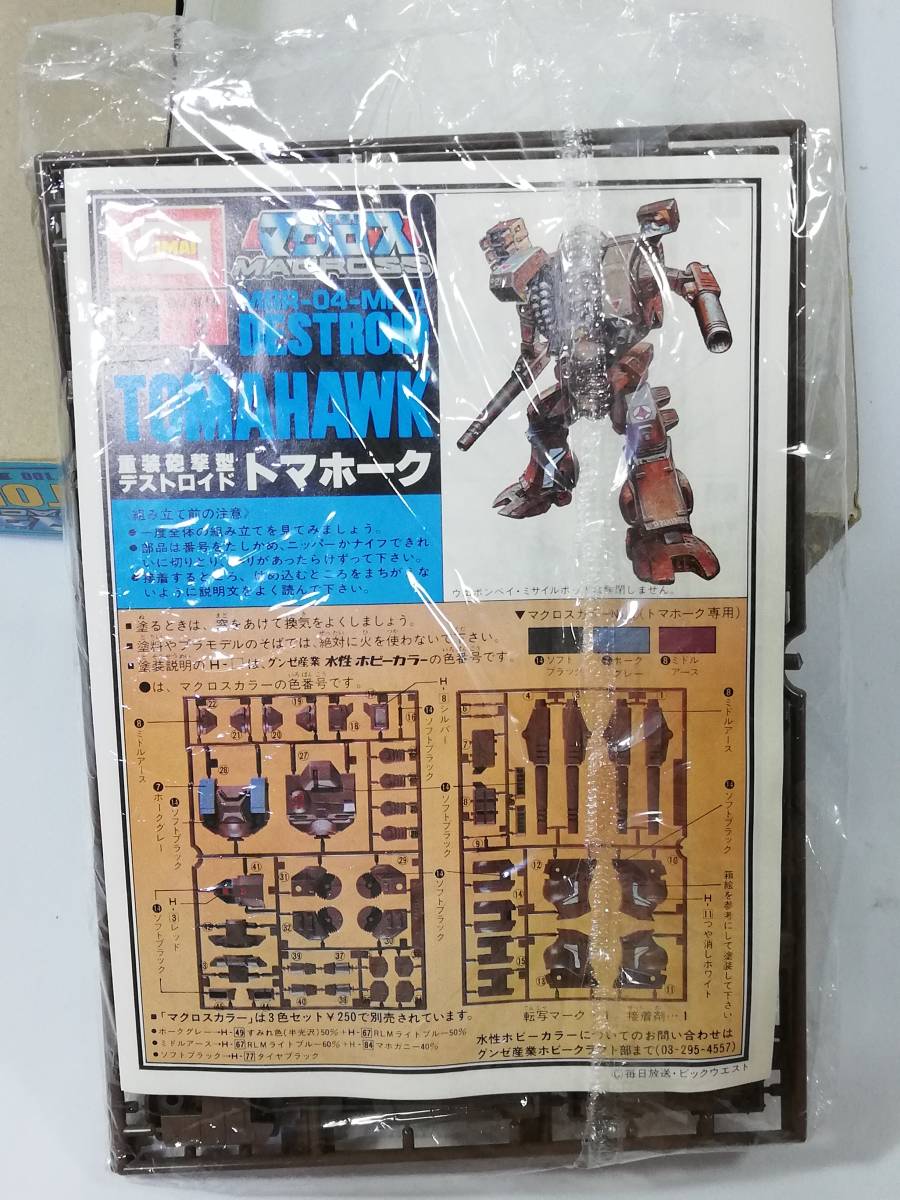 IMAI
マクロス
MACROSS
DESTROID
TOMAHAWK
重装砲撃型
デストロイド トマホーク
〈組み立て前の注意〉
●一度全体の組み立てを見てみましょう。
●部品は番号をたしかめ、ニッパーかナイフできれ
いに切りとり、バリがあったらけずって下さい。
●接着するところ、はめ込むところをまちがえな
いように説明文をよく読んで下さい。
■塗るときは、窓をあけて換気をよくしましょう。
■塗料やプラモデルのそばでは、絶対に火を使わないで下さい。
■塗装説明のH-□は、グンゼ産業 水性ホビーカラーの色番号です。
●は、マクロスカラーの色番号です。
▼マクロスカラー
トマホーク専用)
⑭ソフト
ブラック
ホーク
グレー
⑧ミドル
アース
⑧ミドルアース
⑦ホークグレー
⑭ソフトブラック
H-⑧シルバー
⑭ソフトブラック
H-③レッド
⑭ソフトブラック
⑭ソフトブラック
⑧ミドルアース
⑭ソフトブラック
H-⑪つや消しホワイト
箱絵を参考にして塗装して下さい。
転写マーク
接着剤…1
■「マクロスカラー」は3色セット¥250で別売されています。
●ホークグレー→H-49すみれ色(半光沢)50%+H-67RLMライトブルー50%
●ミドルアース→H-67RLMライトブルー60%+H-84マホガニー40%
●ソフトブラック→H-77タイヤブラック
水性ホビーカラーについてのお問い合わせは
グンゼ産業ホビークラフト部まで(03-295-4557)
©毎日放送・ビックウエスト